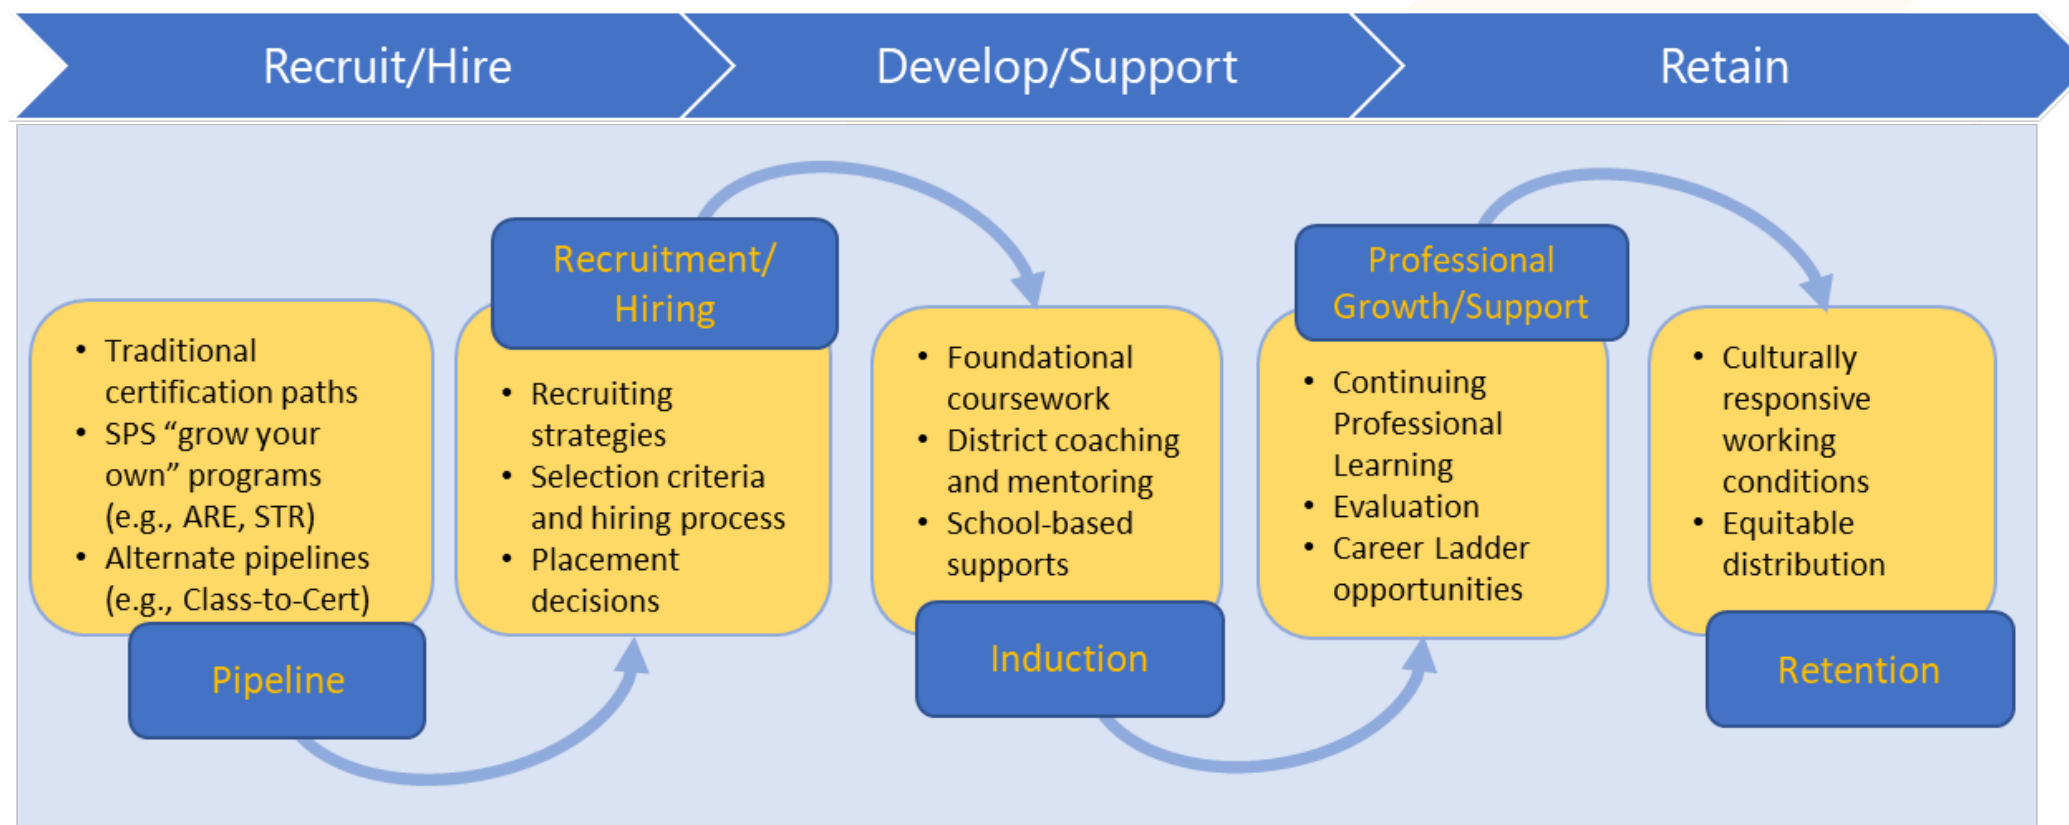 Recruit/Hire
Develop/Support
Retain
• Traditional
certification paths
• SPS “grow your
own” programs
(e.g., ARE, STR)
• Alternate pipelines
(e.g., Class-to-Cert)
Pipeline
Recruitment/
Hiring
• Recruiting
strategies
• Selection criteria
and hiring process
• Placement
decisions
• Foundational
coursework
• District coaching
and mentoring
• School-based
supports
Induction
Professional
Growth/Support
• Continuing
Professional
Learning
• Evaluation
• Career Ladder
opportunities
• Culturally
responsive
working
conditions
• Equitable
distribution
Retention